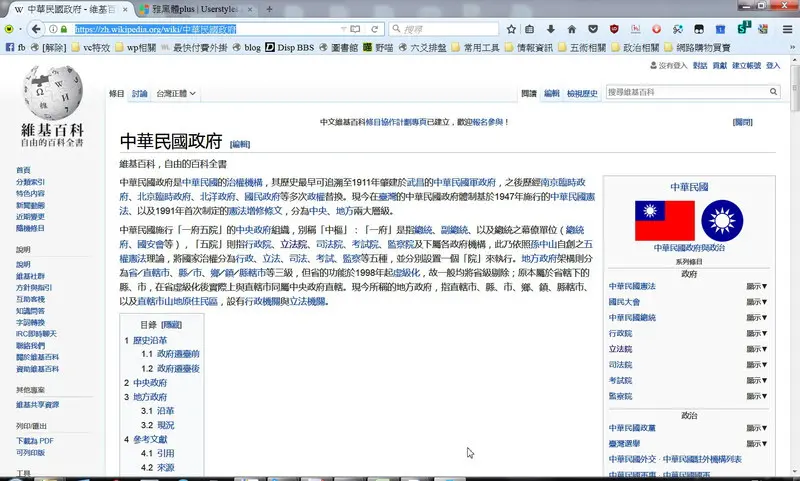 中華民國政府 - 維基百
雅黑體plus | Userstyles
https://zh.wikipedia.org/wiki/中華民國政府
搜尋
fb [解除] vc特效 wp相關 最快付費外掛 blog Disp BBS 圖書館 野喵 六爻排盤 常用工具 情報資訊 五術相關 政治相關 網路購物買賣
沒有登入 對話 貢獻 建立帳號 登入
條目 討論 台灣正體 閱讀 編輯 檢視歷史 搜尋維基百科
維基百科
自由的百科全書
中文維基百科條目協作計劃專頁已建立，歡迎報名參與！ [關閉]
中華民國政府 [編輯]
維基百科，自由的百科全書
中華民國政府是中華民國的治權機構，其歷史最早可追溯至1911年肇建於武昌的中華民國軍政府，之後歷經南京臨時政
府、北京臨時政府、北洋政府、國民政府等多次政權替換。現今在臺灣的中華民國政府體制基於1947年施行的中華民國憲
法、以及1991年首次制定的憲法增修條文，分為中央、地方兩大層級。
中華民國施行「一府五院」的中央政府組織，別稱「中樞」：「一府」是指總統、副總統、以及總統之幕僚單位（總統
府、國安會等），「五院」則指行政院、立法院、司法院、考試院、監察院及下屬各政府機構，此乃依照孫中山自創之五
權憲法理論，將國家治權分為行政、立法、司法、考試、監察等五種，並分別設置一個「院」來執行。地方政府架構則分
為省／直轄市、縣／市、鄉／鎮／縣轄市等三級，但省的功能於1998年起虛級化，故一般均將省級剔除；原本屬於省轄下的
縣、市，在省虛級化後實際上與直轄市同屬中央政府直轄。現今所稱的地方政府，指直轄市、縣、市、鄉、鎮、縣轄市、
以及直轄市山地原住民區，設有行政機關與立法機關。
目錄 [隱藏]
1 歷史沿革
1.1 政府遷臺前
1.2 政府遷臺後
2 中央政府
3 地方政府
3.1 沿革
3.2 現況
4 參考文獻
4.1 引用
4.2 來源
首頁
分類索引
特色內容
新聞動態
近期變更
隨機條目
說明
說明
維基社群
方針與指引
互助客棧
知識問答
字詞轉換
IRC即時聊天
聯絡我們
關於維基百科
資助維基百科
其他專案
維基共享資源
列印/匯出
下載為 PDF
可列印版
工具
中華民國
中華民國政府與政治
系列條目
政府
中華民國憲法 顯示▼
國民大會 顯示▼
中華民國總統 顯示▼
行政院 顯示▼
立法院 顯示▼
司法院 顯示▼
考試院 顯示▼
監察院 顯示▼
政治
中華民國政黨 顯示▼
臺灣選舉 顯示▼
中華民國外交 · 中華民國駐外機構列表